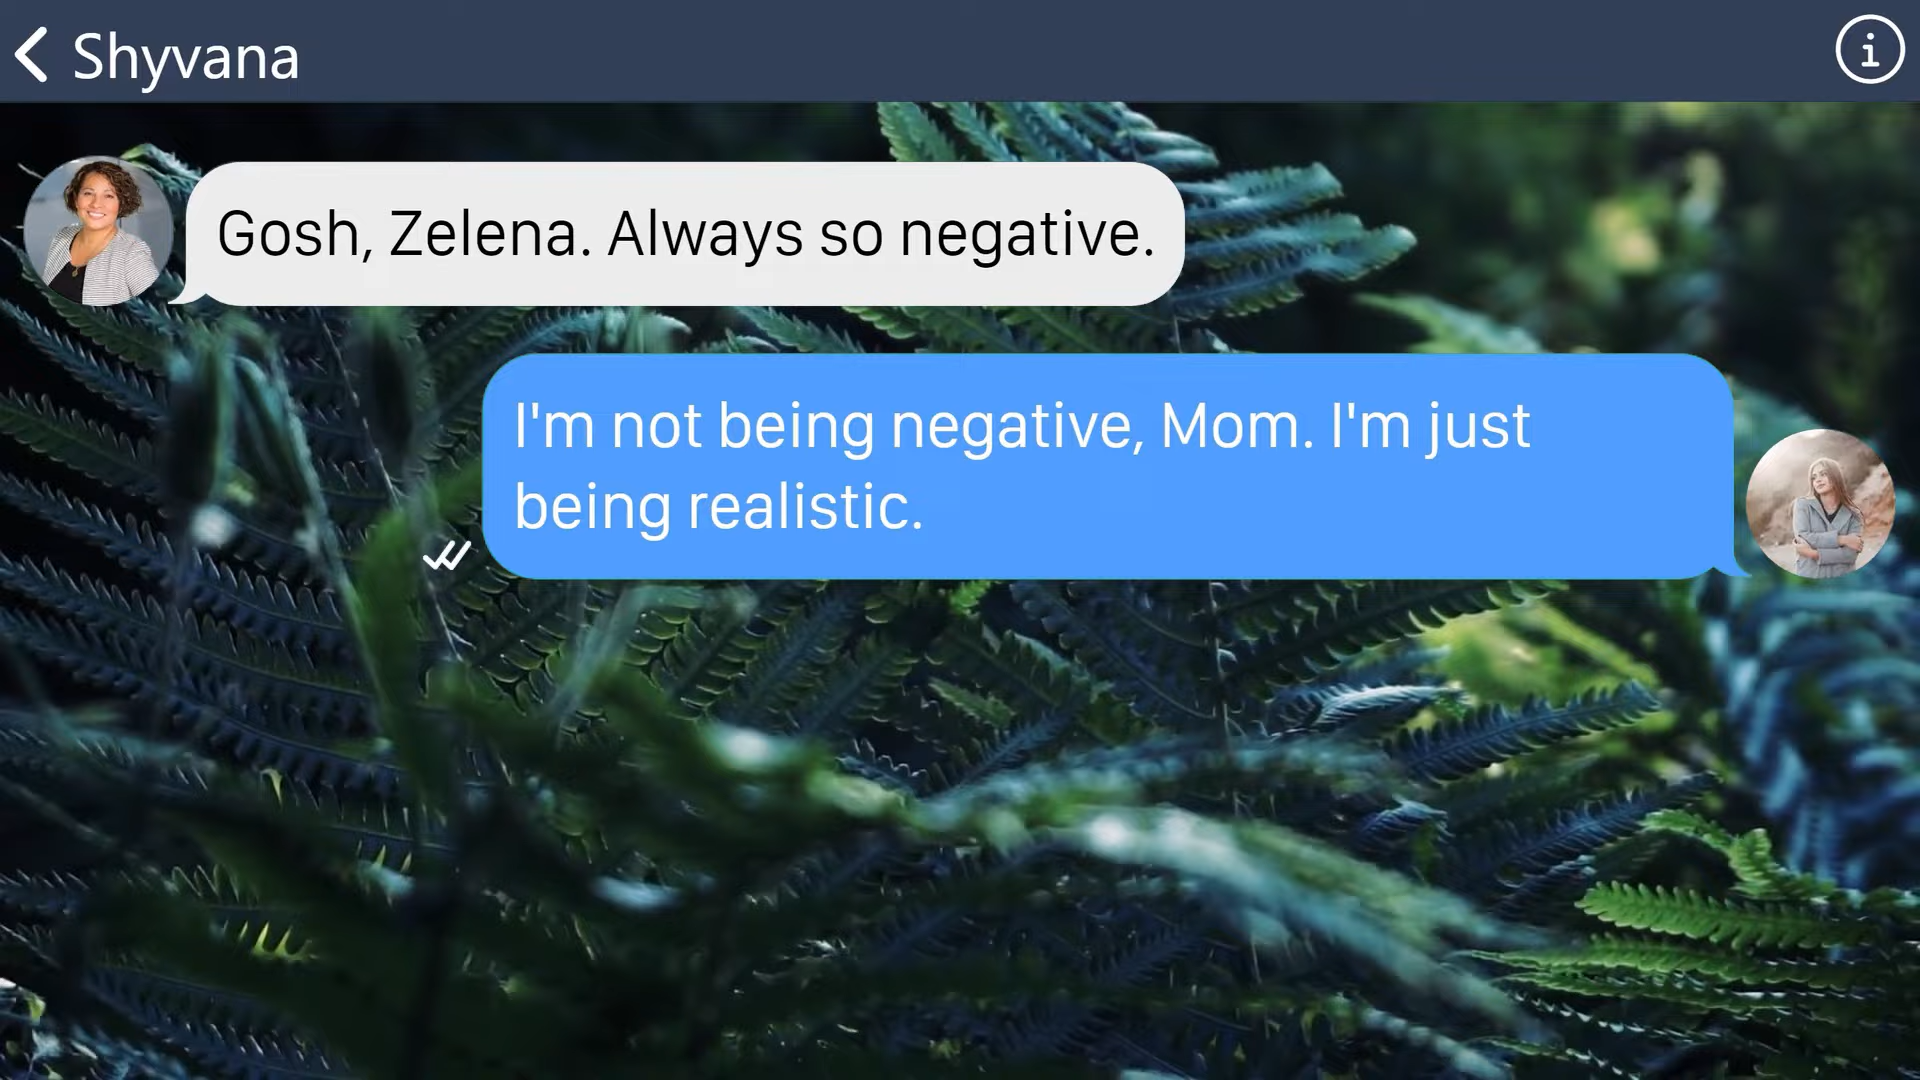 Shyvana
Gosh, Zelena. Always so negative.
I'm not being negative, Mom. I'm just
being realistic.